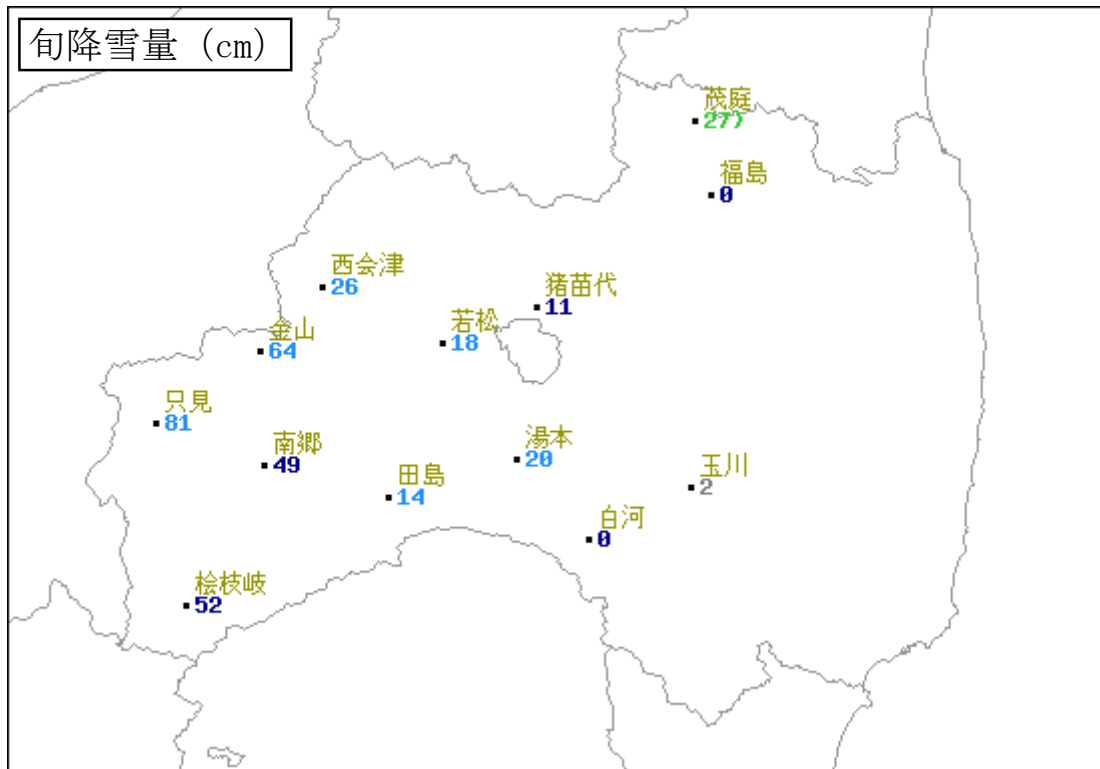 旬降雪量 (cm)
茂庭
27)
福島
0
西会津
26
猪苗代
11
若松
18
金山
64
只見
81
南郷
49
湯本
20
田島
14
玉川
2
白河
0
桧枝岐
52